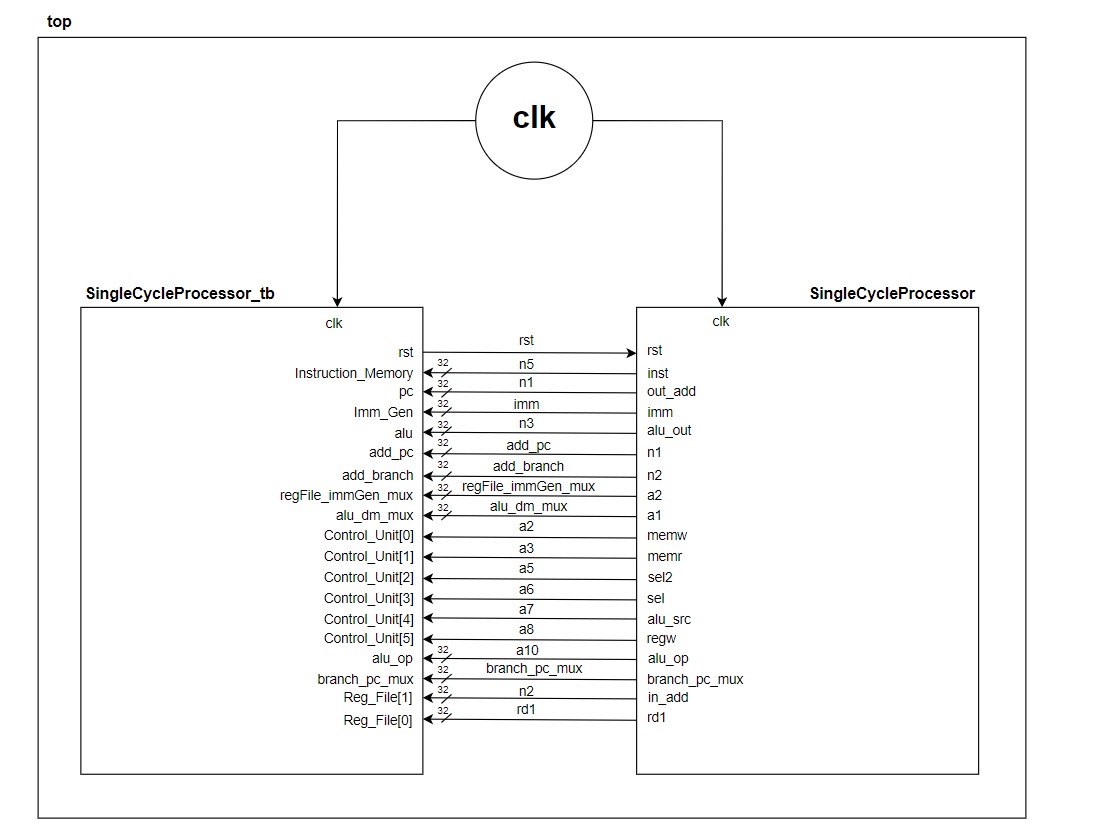 top
clk
SingleCycleProcessor_tb
SingleCycleProcessor
clk
clk
rst rst rst
Instruction_Memory 32 n5 inst
pc 32 n1 out_add
Imm_Gen 32 imm imm
alu 32 n3 alu_out
add_pc 32 add_pc n1
add_branch 32 add_branch n2
regFile_immGen_mux 32 regFile_immGen_mux a2
alu_dm_mux 32 alu_dm_mux a1
Control_Unit[0] a2 memw
Control_Unit[1] a3 memr
Control_Unit[2] a5 sel2
Control_Unit[3] a6 sel
Control_Unit[4] a7 alu_src
Control_Unit[5] a8 regw
alu_op 32 a10 alu_op
branch_pc_mux 32 branch_pc_mux branch_pc_mux
Reg_File[1] 32 n2 in_add
Reg_File[0] 32 rd1 rd1